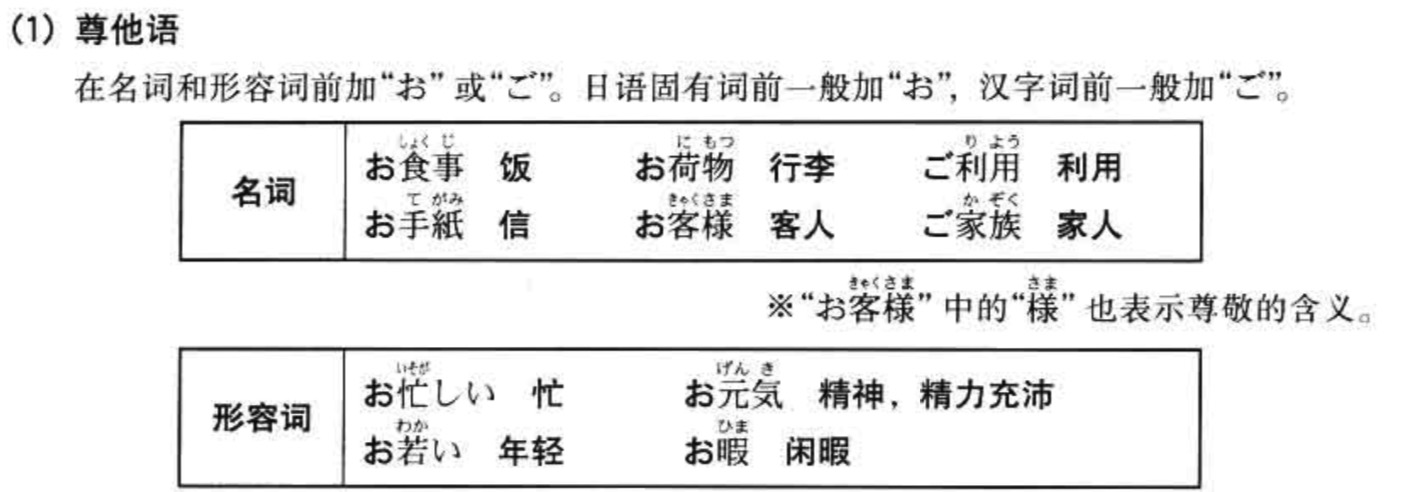 (1) 尊他语
在名词和形容词前加“お”或“ご”。日语固有词前一般加“お”，汉字词前一般加“ご”。
名词
しょく じ に もつ り よう
お食事 饭 お荷物 行李 ご利用 利用
て がみ きゃくさま か ぞく
お手紙 信 お客様 客人 ご家族 家人
きゃくさま さま
※“お客様”中的“様”也表示尊敬的含义。
形容词
いそが げん き
お忙しい 忙 お元気 精神，精力充沛
わか ひま
お若い 年轻 お暇 闲暇